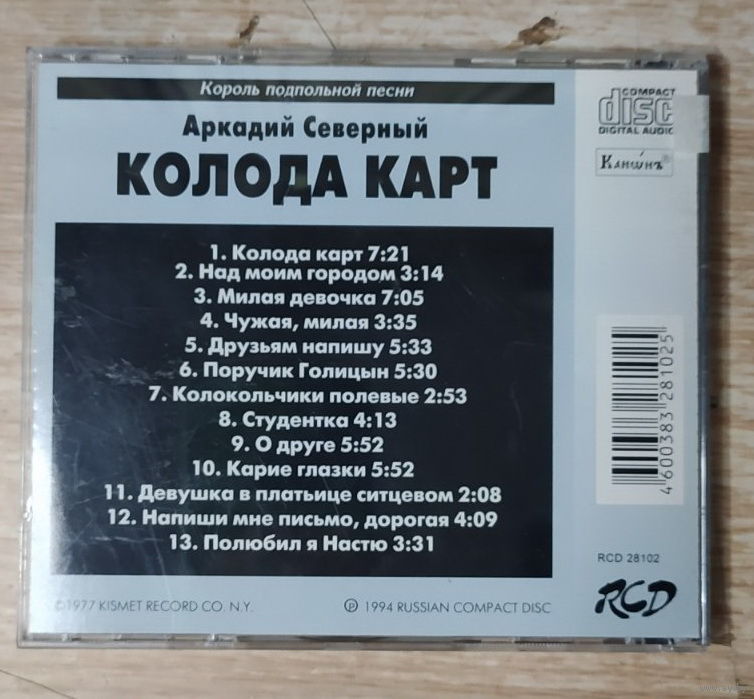 Король подпольной песни
Аркадий Северный
КОЛОДА КАРТ
COMPACT
disc
DIGITAL AUDIO
Каншонъ®
1. Колода карт 7:21
2. Над моим городом 3:14
3. Милая девочка 7:05
4. Чужая, милая 3:35
5. Друзьям напишу 5:33
6. Поручик Голицын 5:30
7. Колокольчики полевые 2:53
8. Студентка 4:13
9. О друге 5:52
10. Карие глазки 5:52
11. Девушка в платьице ситцевом 2:08
12. Напиши мне письмо, дорогая 4:09
13. Полюбил я Настю 3:31
4 600383 281025
RCD 28102
RCD
©1977 KISMET RECORD CO. N.Y.
℗ 1994 RUSSIAN COMPACT DISC